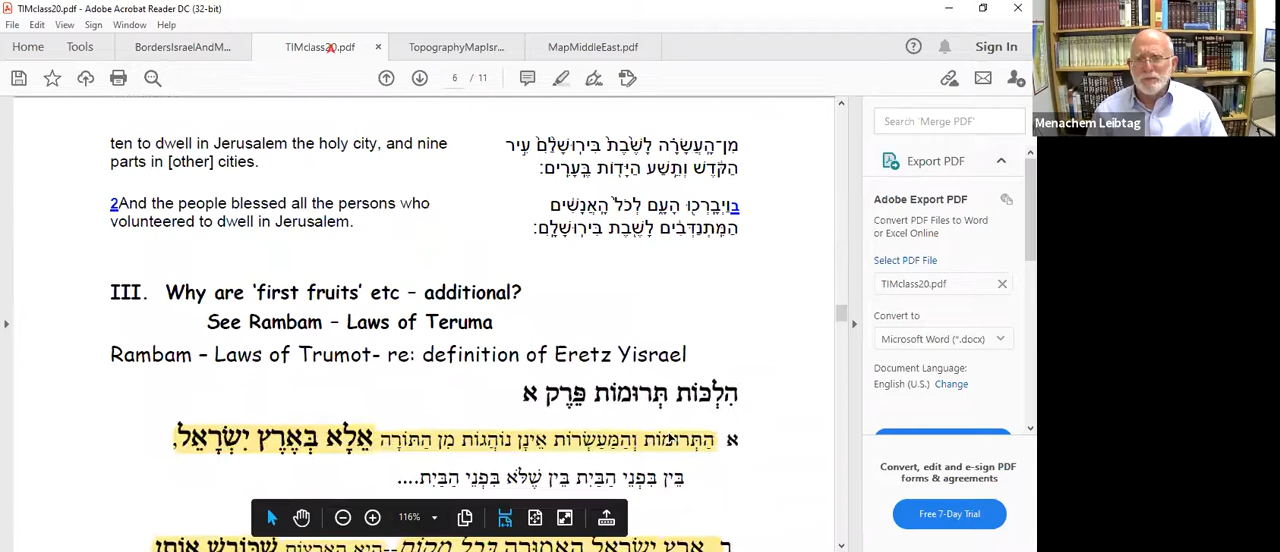 TIMclass20.pdf - Adobe Acrobat Reader DC (32-bit)
File Edit View Sign Window Help
Home Tools BordersIsraelAndM... TIMclass20.pdf TopographyMapIsr... MapMiddleEast.pdf Sign In
6 / 11
Menachem Leibtag
Search 'Merge PDF'
ten to dwell in Jerusalem the holy city, and nine
parts in [other] cities.
מִן־הָעֲשָׂרָ֗ה לָשֶׁ֙בֶת֙ בִּירֽוּשָׁלִַ֙ם֙ עִ֣יר
הַקֹּ֔דֶשׁ וְתֵ֥שַׁע הַיָּד֖וֹת בֶּעָרִֽים:
2And the people blessed all the persons who
volunteered to dwell in Jerusalem.
בוַיְבָֽרְכ֖וּ הָעָ֑ם לְכֹל֙ הָֽאֲנָשִׁ֔ים
הַמִּֽתְנַדְּבִ֔ים לָשֶׁ֖בֶת בִּירֽוּשָׁלִָֽם:
III. Why are 'first fruits' etc – additional?
See Rambam – Laws of Teruma
Rambam – Laws of Trumot- re: definition of Eretz Yisrael
הִלְכּוֹת תְּרוּמוֹת פֵּרֶק א
א הַתְּרוּמוֹת וְהַמַּעַשְׂרוֹת אֵינָן נוֹהֲגוֹת מִן הַתּוֹרָה אֵלָא בְּאֶרֶץ יִשְׂרָאֵל,
בֵּין בִּפְנֵי הַבַּיִת בֵּין שֶׁלֹּא בִּפְנֵי הַבַּיִת....
ב אֶרֶץ יִשְׂרָאֵל הָאֲמוּרָה בְּכָל מָקוֹם--הִיא הָאֲרָצוֹת שֶׁכּוֹבֵשׁ אוֹתָן
116%
Export PDF
Adobe Export PDF
Convert PDF Files to Word
or Excel Online
Select PDF File
TIMclass20.pdf
Convert to
Microsoft Word (*.docx)
Document Language:
English (U.S.) Change
Convert, edit and e-sign PDF
forms & agreements
Free 7-Day Trial